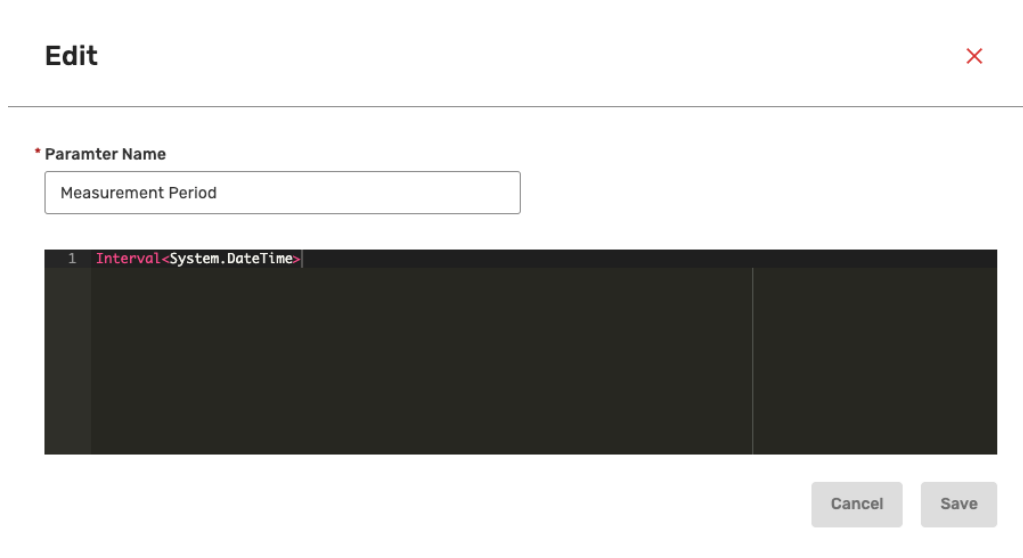 Edit
* Paramter Name
Measurement Period
1 Interval<System.DateTime>
Cancel Save